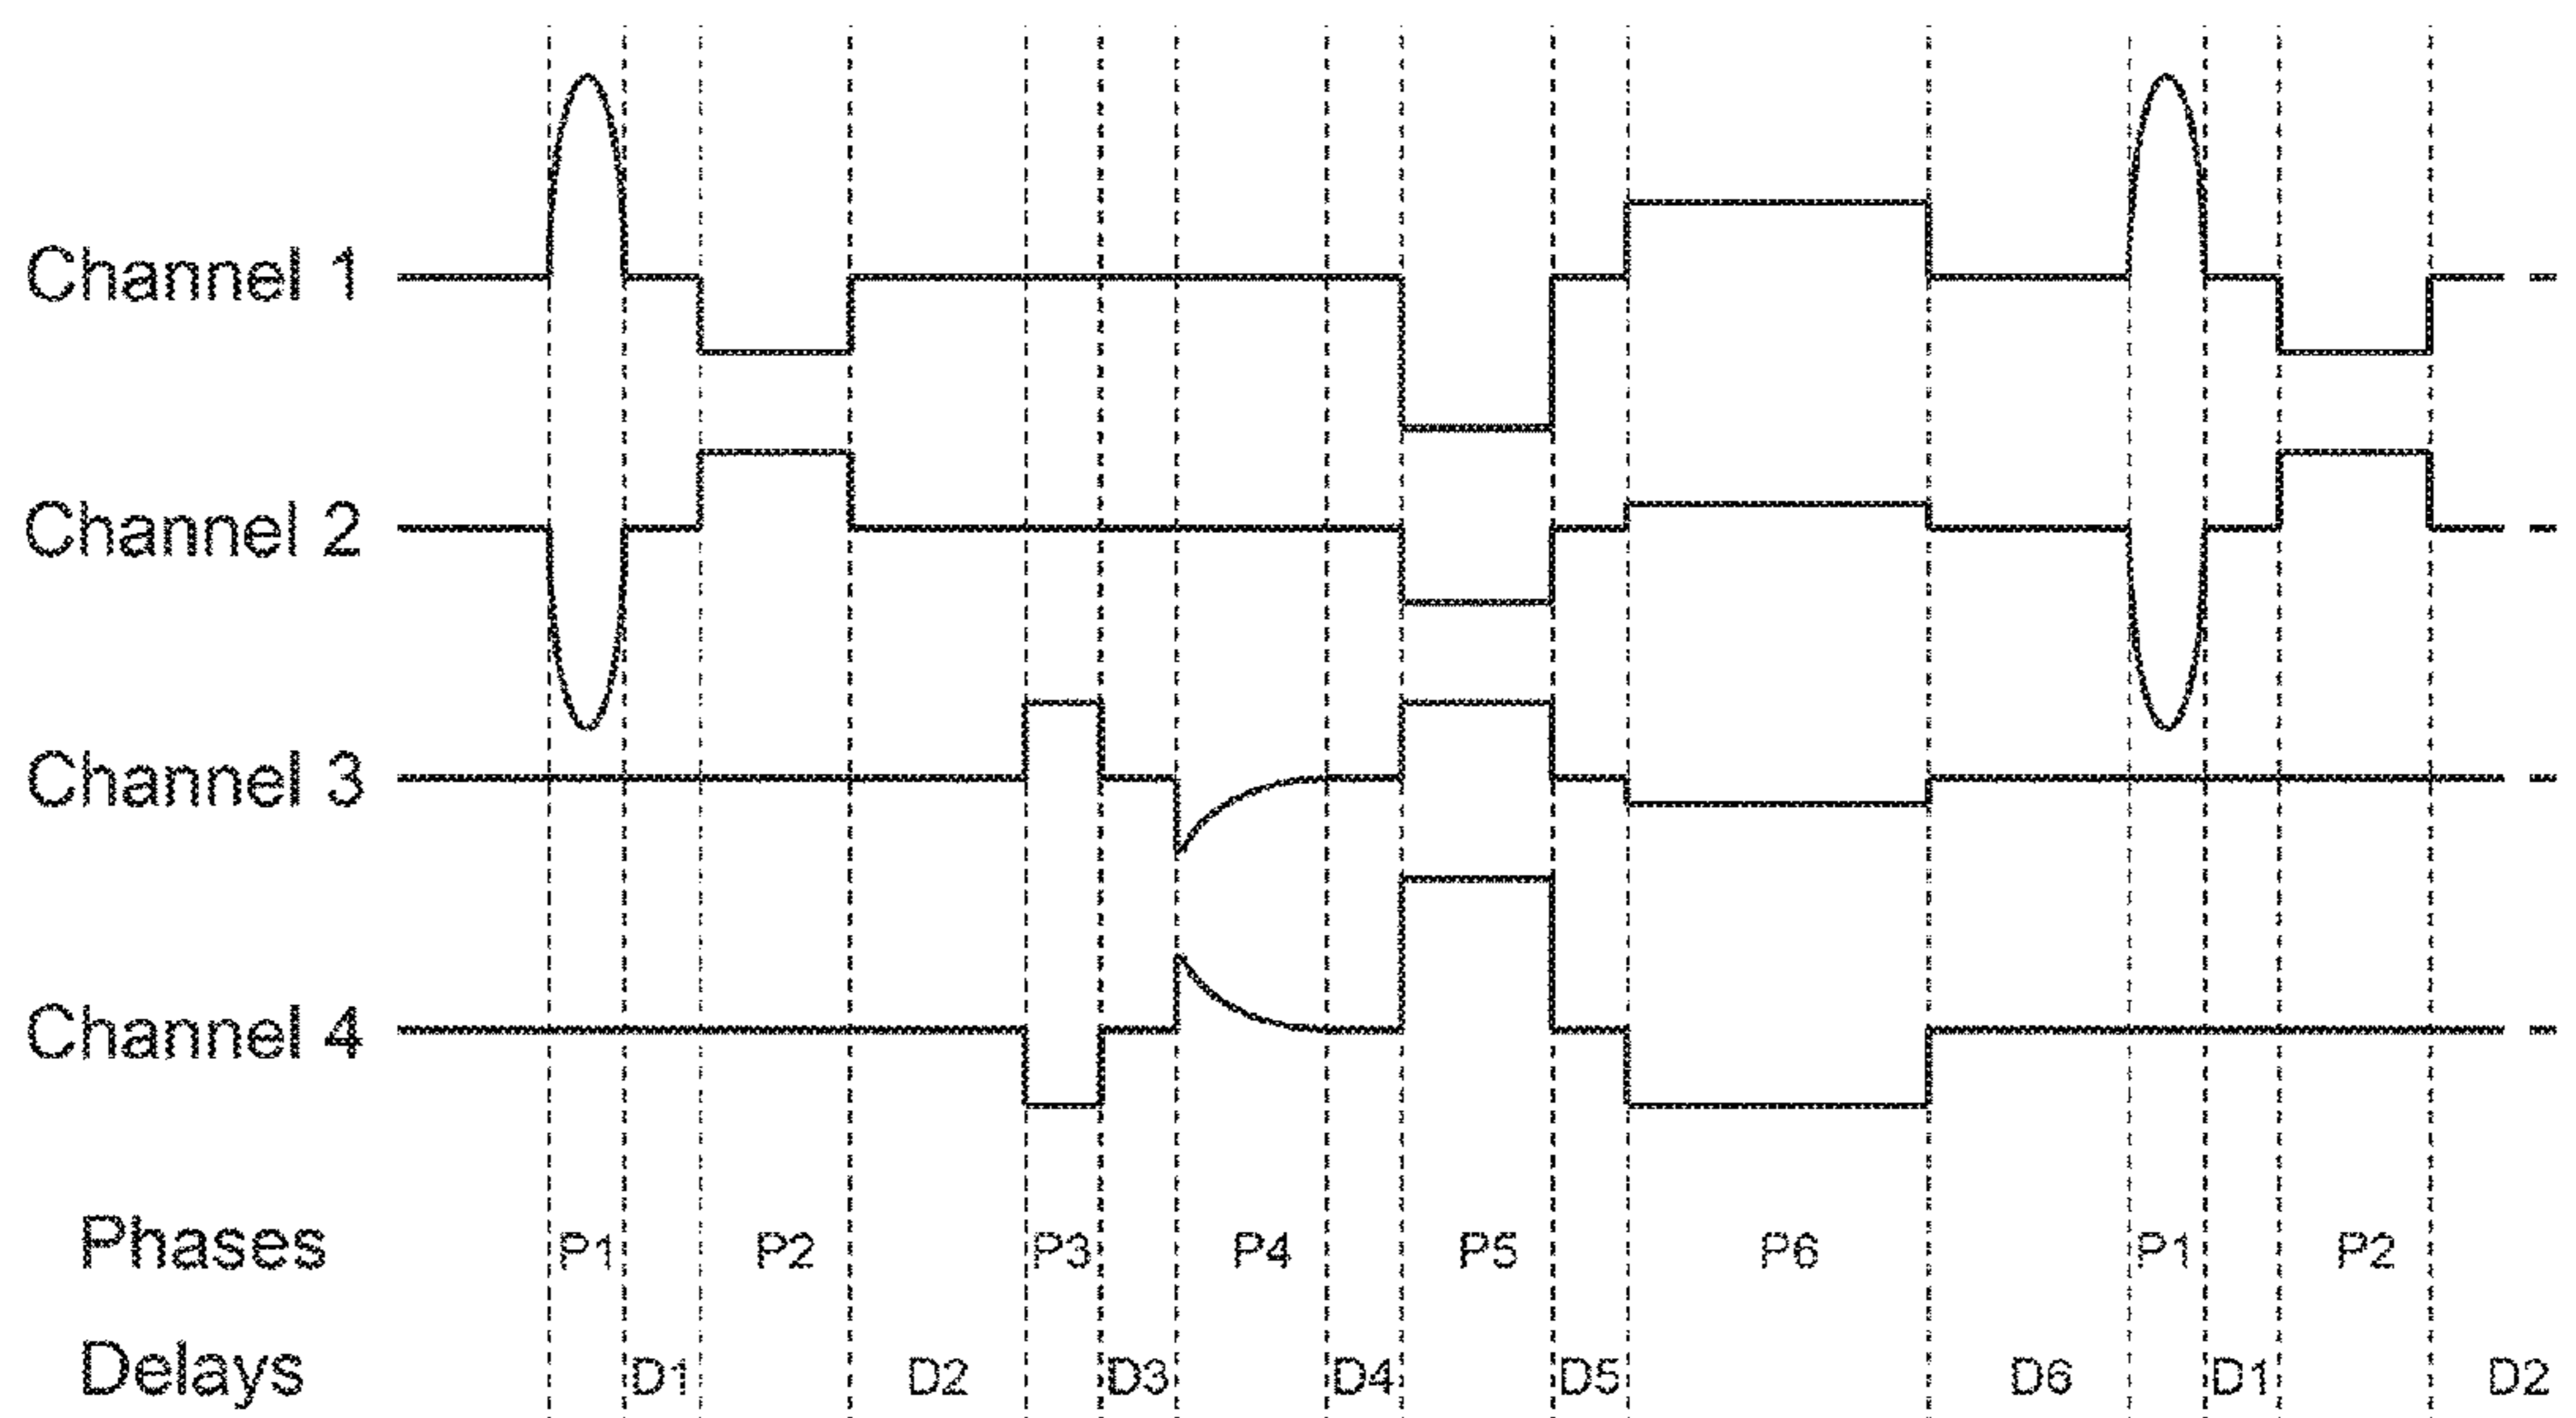 Channel 1
Channel 2
Channel 3
Channel 4
Phases P1 P2 P3 P4 P5 P6 P1 P2
Delays D1 D2 D3 D4 D5 D6 D1 D2